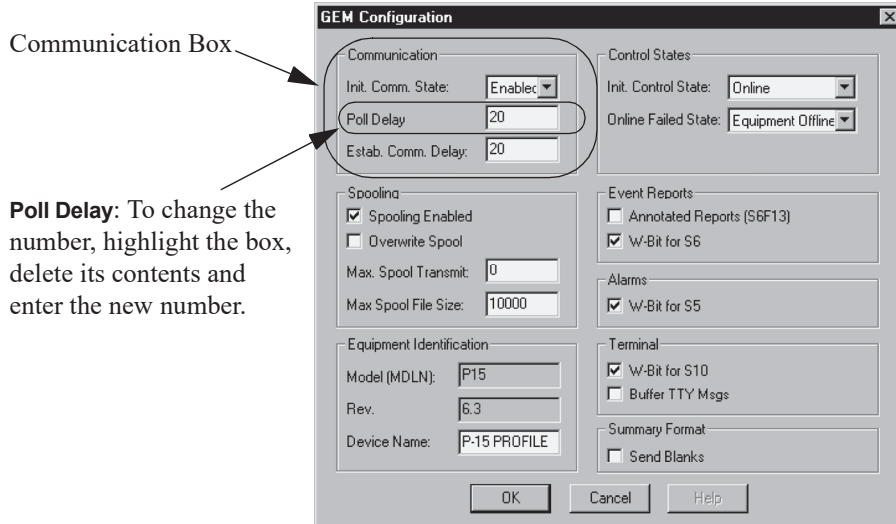 GEM Configuration
Communication Box
Communication
Init. Comm. State: Enabled
Poll Delay 20
Estab. Comm. Delay: 20
Control States
Init. Control State: Online
Online Failed State: Equipment Offline
Poll Delay: To change the
number, highlight the box,
delete its contents and
enter the new number.
Spooling
Spooling Enabled
Overwrite Spool
Max. Spool Transmit: 0
Max Spool File Size: 10000
Event Reports
Annotated Reports (S6F13)
W-Bit for S6
Alarms
W-Bit for S5
Equipment Identification
Model (MDLN): P15
Rev. 6.3
Device Name: P-15 PROFILE
Terminal
W-Bit for S10
Buffer TTY Msgs
Summary Format
Send Blanks
OK Cancel Help